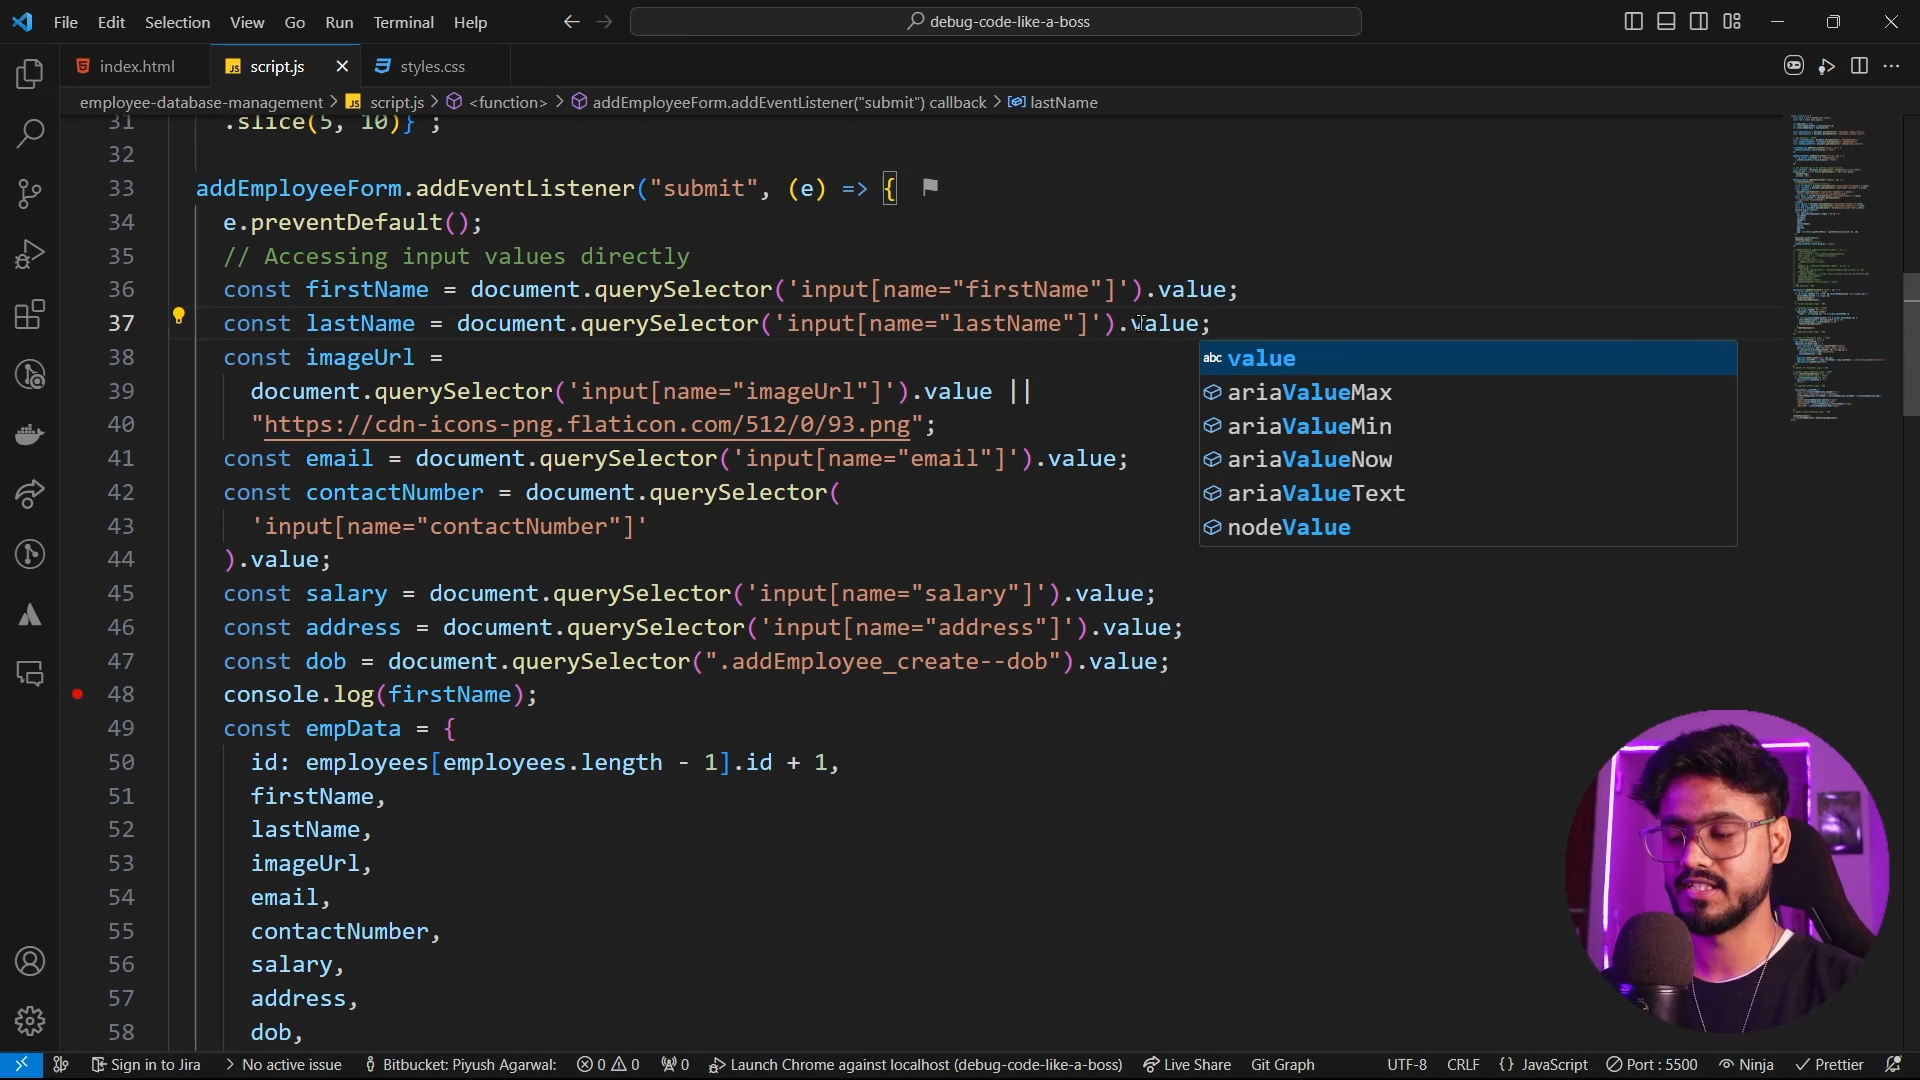 File Edit Selection View Go Run Terminal Help
debug-code-like-a-boss
index.html
script.js
styles.css
employee-database-management > script.js > <function> > addEmployeeForm.addEventListener("submit") callback > lastName
31 .slice(5, 10)} ;
32
33 addEmployeeForm.addEventListener("submit", (e) => {
34 e.preventDefault();
35 // Accessing input values directly
36 const firstName = document.querySelector('input[name="firstName"]').value;
37 const lastName = document.querySelector('input[name="lastName"]').value;
38 const imageUrl =
39 document.querySelector('input[name="imageUrl"]').value ||
40 "https://cdn-icons-png.flaticon.com/512/0/93.png";
41 const email = document.querySelector('input[name="email"]').value;
42 const contactNumber = document.querySelector(
43 'input[name="contactNumber"]'
44 ).value;
45 const salary = document.querySelector('input[name="salary"]').value;
46 const address = document.querySelector('input[name="address"]').value;
47 const dob = document.querySelector(".addEmployee_create--dob").value;
48 console.log(firstName);
49 const empData = {
50 id: employees[employees.length - 1].id + 1,
51 firstName,
52 lastName,
53 imageUrl,
54 email,
55 contactNumber,
56 salary,
57 address,
58 dob,
abc value
ariaValueMax
ariaValueMin
ariaValueNow
ariaValueText
nodeValue
Sign in to Jira > No active issue Bitbucket: Piyush Agarwal: 0 0 0 Launch Chrome against localhost (debug-code-like-a-boss) Live Share Git Graph UTF-8 CRLF {} JavaScript Port : 5500 Ninja Prettier